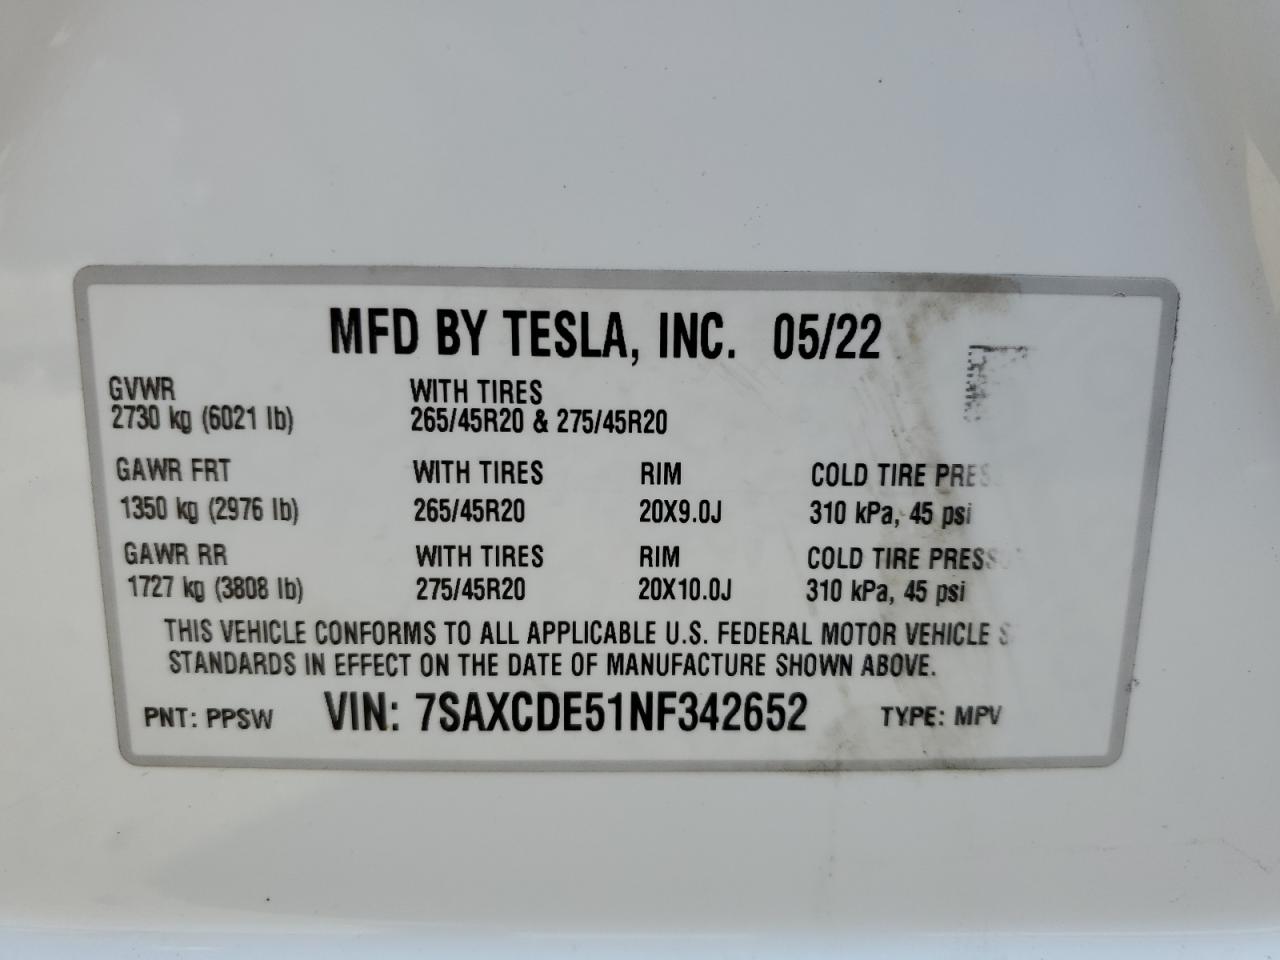 MFD BY TESLA, INC. 05/22
GVWR WITH TIRES
2730 kg (6021 lb) 265/45R20 & 275/45R20
GAWR FRT WITH TIRES RIM COLD TIRE
1350 kg (2976 lb) 265/45R20 20X9.0J 310 kPa, 45 psi
GAWR RR WITH TIRES RIM COLD TIRE
1727 kg (3808 lb) 275/45R20 20X10.0J 310 kPa, 45 psi
THIS VEHICLE CONFORMS TO ALL APPLICABLE U.S. FEDERAL MOTOR VEHICLE
STANDARDS IN EFFECT ON THE DATE OF MANUFACTURE SHOWN ABOVE.
PNT: PPSW VIN: 7SAXCDE51NF342652 TYPE: MPV